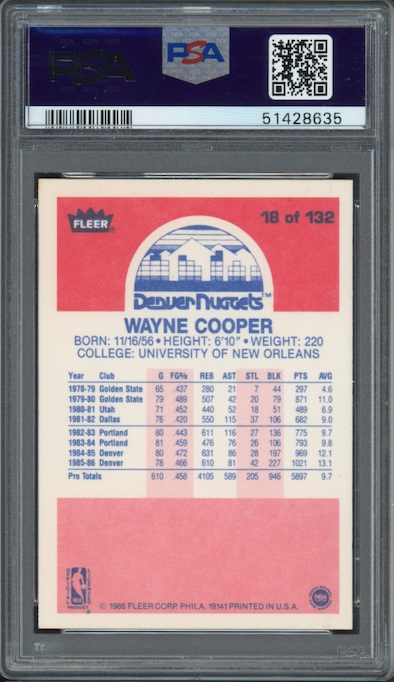 PSA
PSA
51428635
FLEER
18 of 132
Denver Nuggets™
WAYNE COOPER
BORN: 11/16/56 • HEIGHT: 6'10" • WEIGHT: 220
COLLEGE: UNIVERSITY OF NEW ORLEANS
Year Club G FG% REB AST STL BLK PTS AVG
1978-79 Golden State 65 .437 280 21 7 44 297 4.6
1979-80 Golden State 79 .489 507 42 20 79 871 11.0
1980-81 Utah 71 .452 440 52 18 51 489 6.9
1981-82 Dallas 76 .420 550 115 37 106 682 9.0
1982-83 Portland 80 .443 611 116 27 136 775 9.7
1983-84 Portland 81 .459 476 76 26 106 793 9.8
1984-85 Denver 80 .472 631 86 28 197 969 12.1
1985-86 Denver 78 .466 610 81 42 227 1021 13.1
Pro Totals 610 .458 4105 589 205 946 5897 9.7
NBA
PRODUCT
© 1986 FLEER CORP. PHILA. 19141 PRINTED IN U.S.A.
PSA